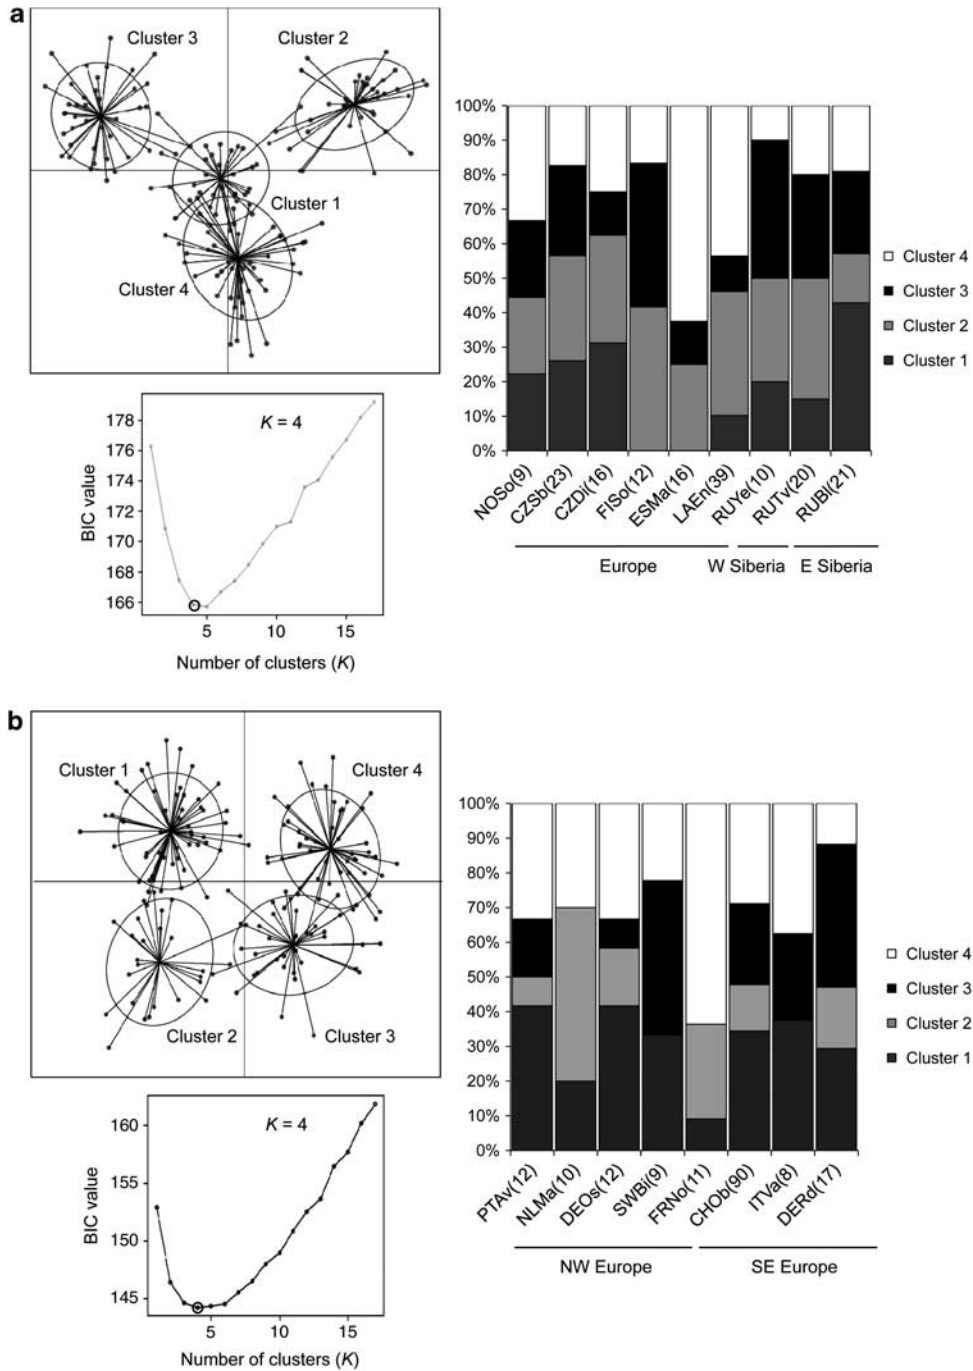 a
Cluster 3
Cluster 2
Cluster 1
Cluster 4
178
176
174
172
170
168
166
BIC value
K = 4
5 10 15
Number of clusters (K)
100%
90%
80%
70%
60%
50%
40%
30%
20%
10%
0%
NOSo(9)
CZSb(23)
CZDi(16)
FISo(12)
ESMa(16)
LAEn(39)
RUYe(10)
RUTv(20)
RUBl(21)
Europe W Siberia E Siberia
Cluster 4
Cluster 3
Cluster 2
Cluster 1
b
Cluster 1
Cluster 4
Cluster 2
Cluster 3
160
155
150
145
BIC value
K = 4
5 10 15
Number of clusters (K)
100%
90%
80%
70%
60%
50%
40%
30%
20%
10%
0%
PTAv(12)
NLMa(10)
DEOs(12)
SWBi(9)
FRNo(11)
CHOb(90)
ITVa(8)
DERd(17)
NW Europe SE Europe
Cluster 4
Cluster 3
Cluster 2
Cluster 1